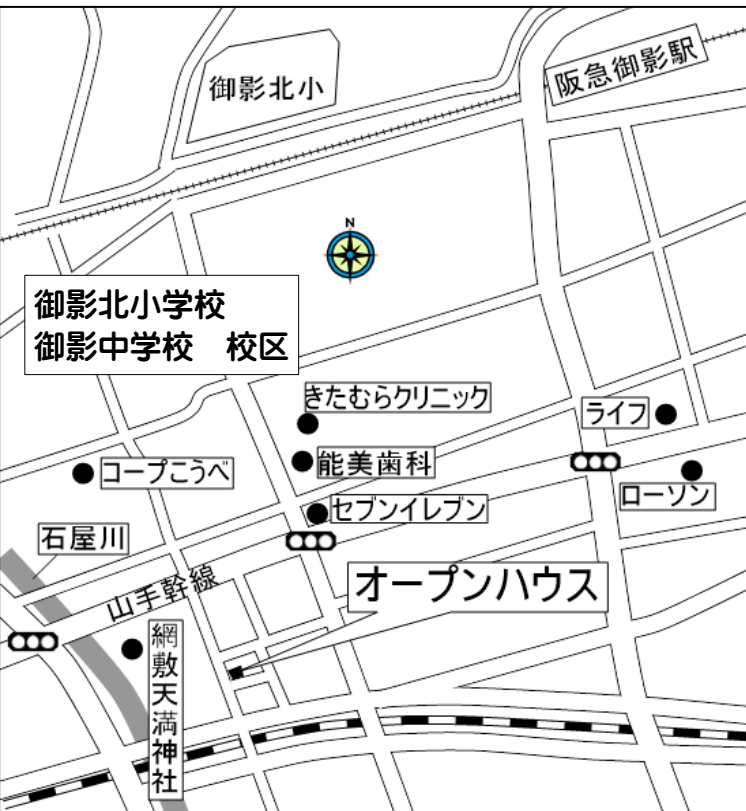 阪急御影駅
御影北小
N
御影北小学校
御影中学校　校区
きたむらクリニック
ライフ
能美歯科
コープこうべ
ローソン
セブンイレブン
石屋川
オープンハウス
山手幹線
網敷天満神社